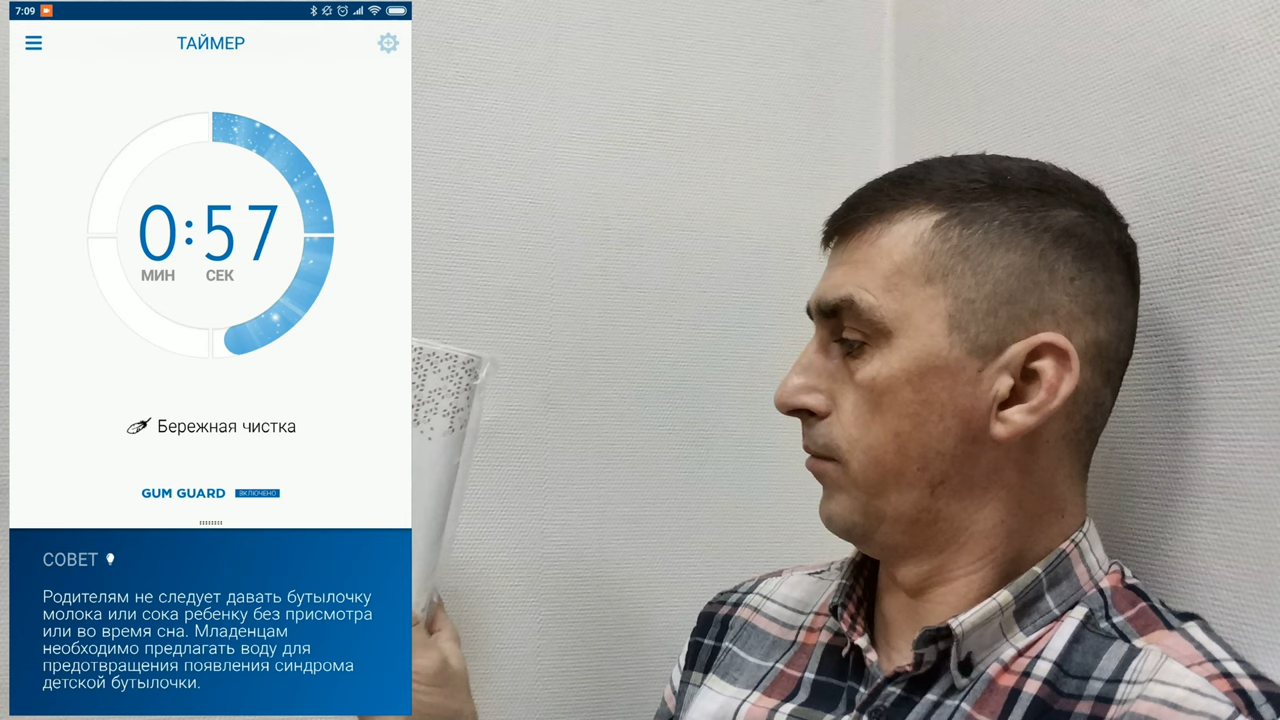 7:09
ТАЙМЕР
0:57
МИН СЕК
Бережная чистка
GUM GUARD ВКЛЮЧЕНО
СОВЕТ
Родителям не следует давать бутылочку
молока или сока ребенку без присмотра
или во время сна. Младенцам
необходимо предлагать воду для
предотвращения появления синдрома
детской бутылочки.